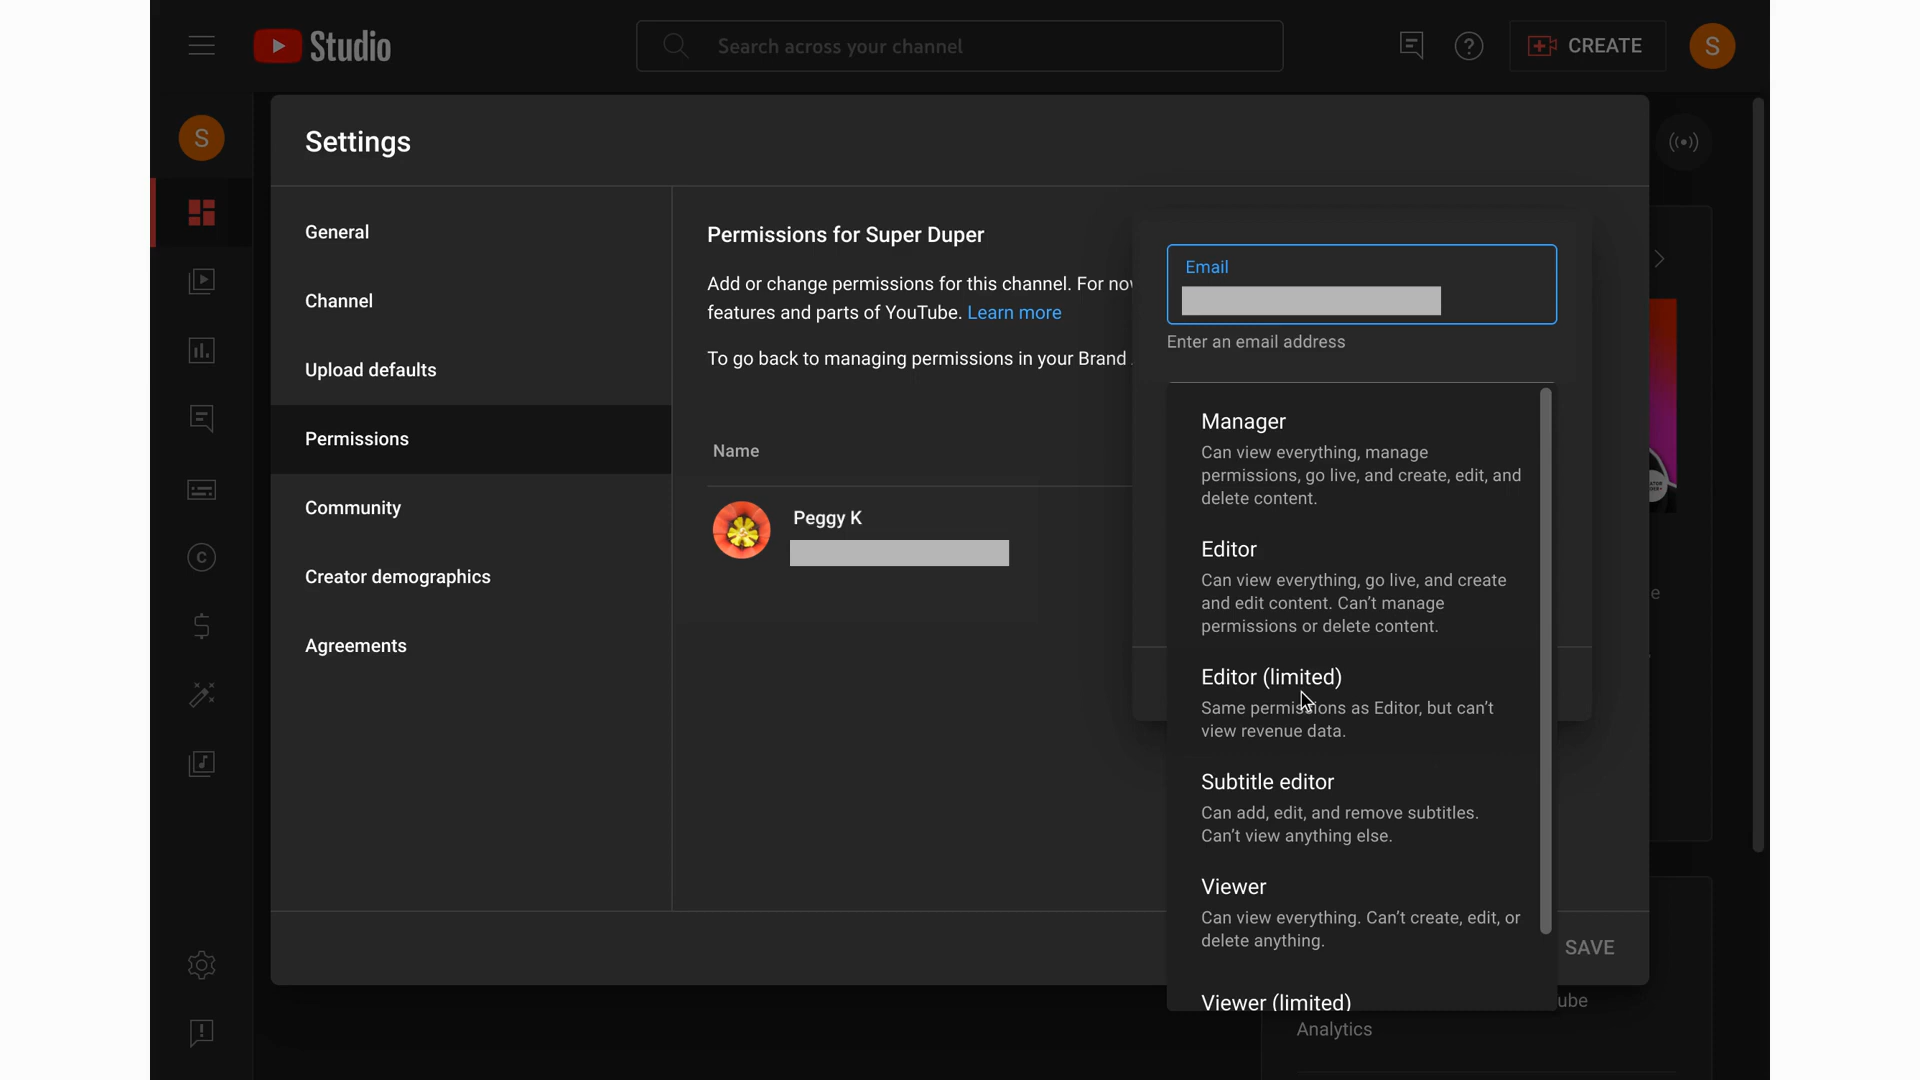 Studio
Search across your channel
?
CREATE
S
S
Settings
General
Channel
Upload defaults
Permissions
Community
Creator demographics
Agreements
Permissions for Super Duper
Add or change permissions for this channel. For
features and parts of YouTube. Learn more
To go back to managing permissions in your Brand
Name
Peggy K
Email
Enter an email address
Manager
Can view everything, manage
permissions, go live, and create, edit, and
delete content.
Editor
Can view everything, go live, and create
and edit content. Can't manage
permissions or delete content.
Editor (limited)
Same permissions as Editor, but can't
view revenue data.
Subtitle editor
Can add, edit, and remove subtitles.
Can't view anything else.
Viewer
Can view everything. Can't create, edit, or
delete anything.
Viewer (limited)
SAVE
ube
Analytics